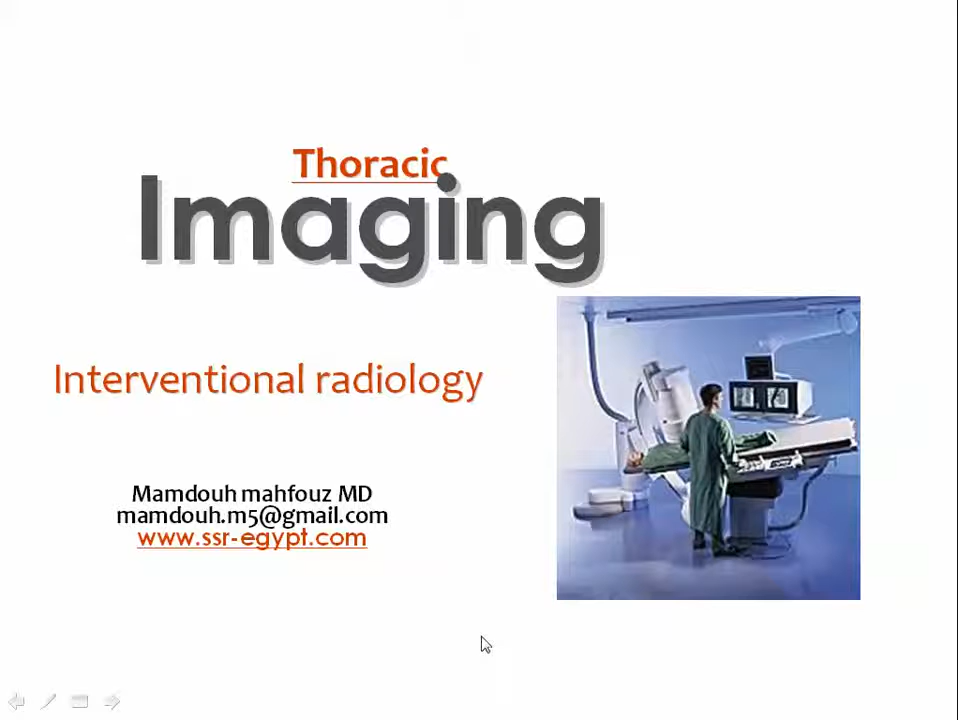 Thoracic
Imaging
Interventional radiology
Mamdouh mahfouz MD
mamdouh.m5@gmail.com
www.ssr-egypt.com